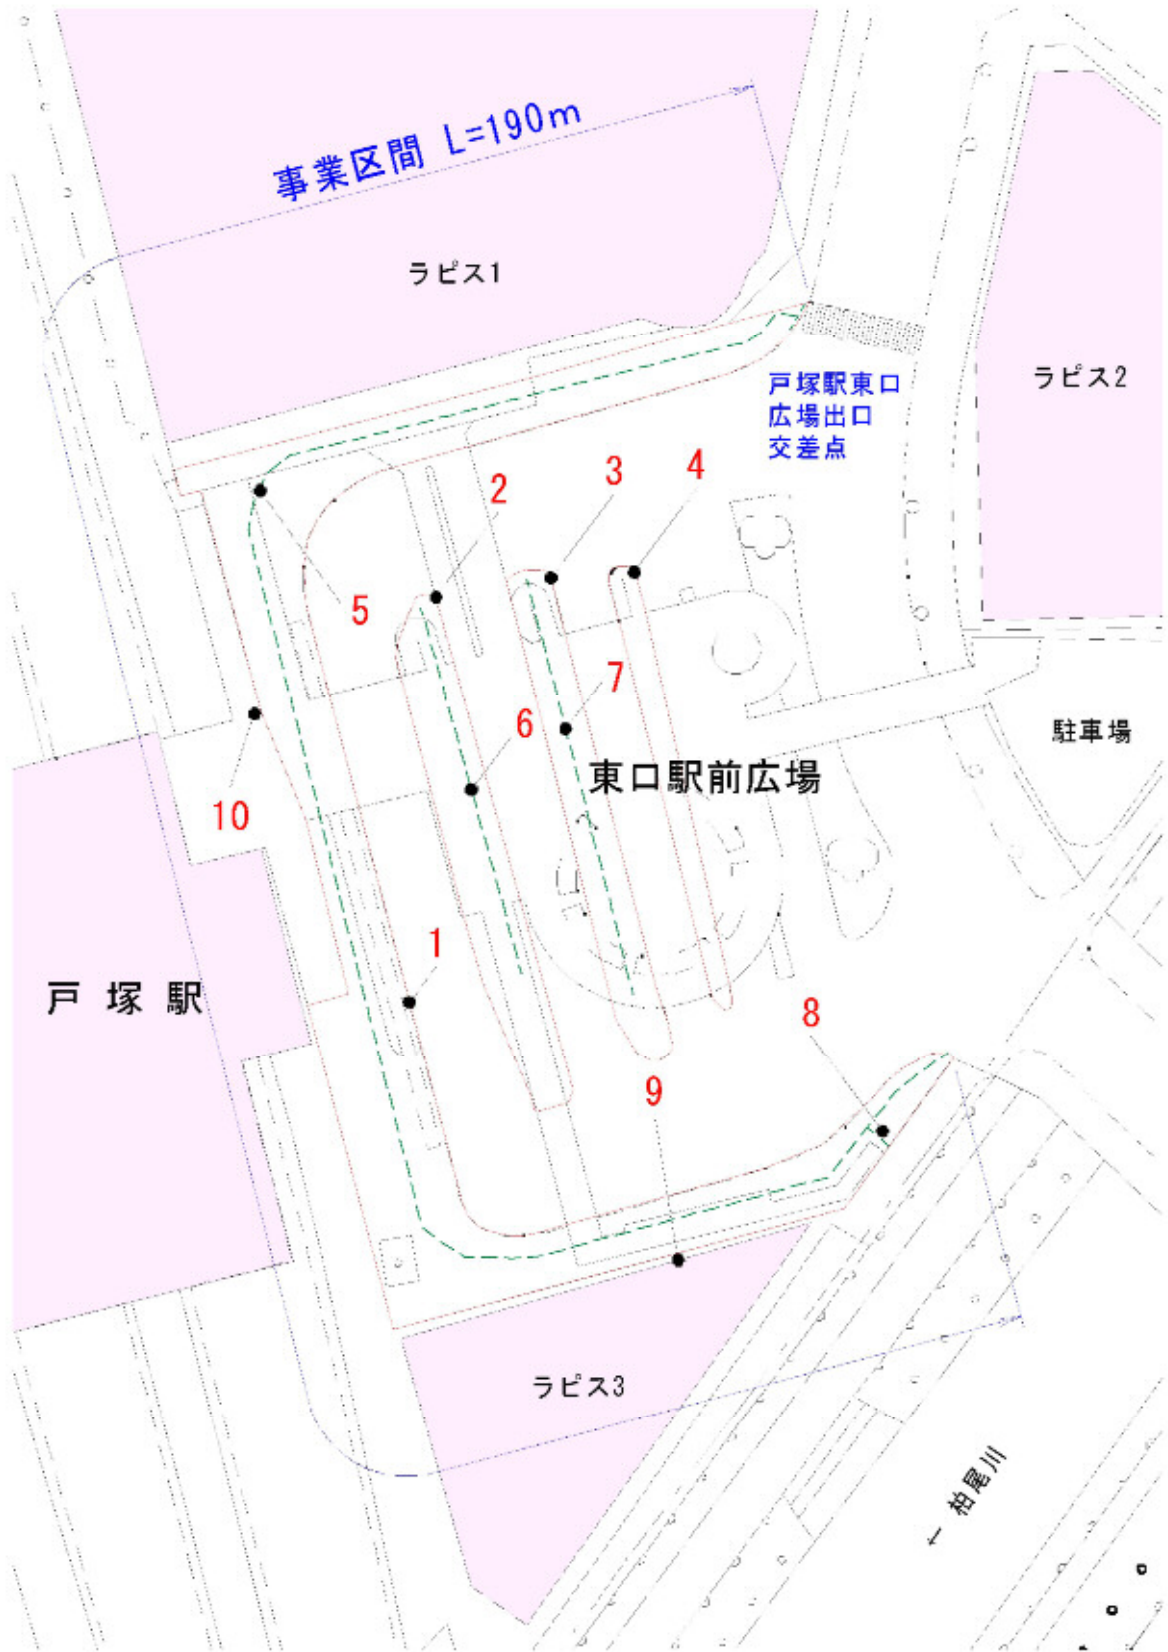 事業区間 L=190m
ラピス1
ラピス2
戸塚駅東口
広場出口
交差点
2
3
4
5
7
6
駐車場
東口駅前広場
10
1
戸塚駅
8
9
ラピス3
← 柏尾川